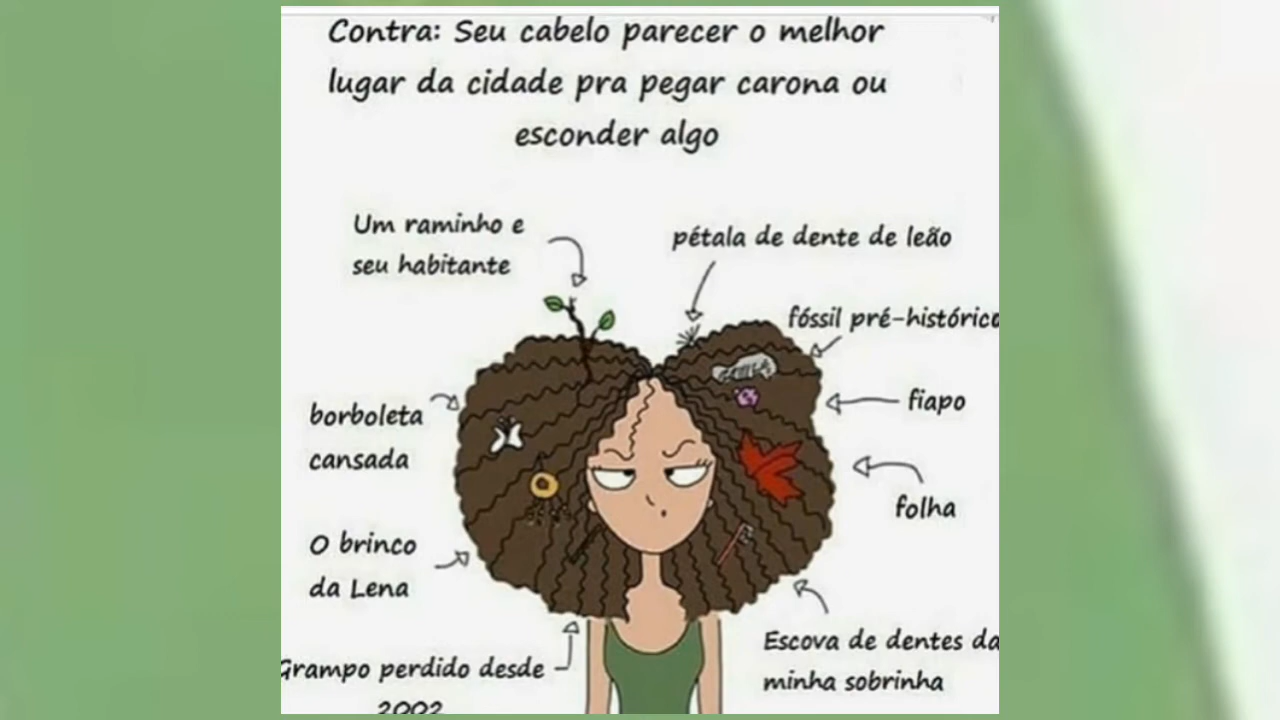 Contra: Seu cabelo parecer o melhor
lugar da cidade pra pegar carona ou
esconder algo
Um raminho e
seu habitante
pétala de dente de leão
fóssil pré-histórico
borboleta
cansada
fiapo
folha
O brinco
da Lena
Grampo perdido desde
2002
Escova de dentes da
minha sobrinha